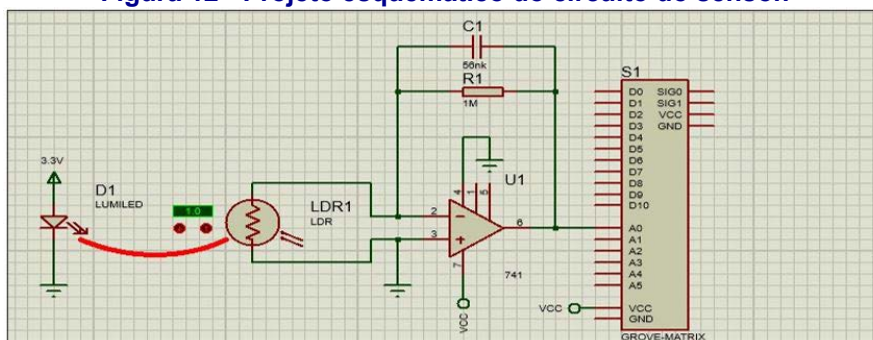 Figura 12 - Projeto esquemático do circuito do sensor.
C1
56nk
R1
1M
S1
D0
D1
D2
D3
D4
D5
D6
D7
D8
D9
D10
A0
A1
A2
A3
A4
A5
VCC
GND
SIG0
SIG1
VCC
GND
GROVE-MATRIX
3.3V
D1
LUMILED
1.0
LDR1
LDR
U1
4
1
5
2
3
6
7
741
VCC
VCC